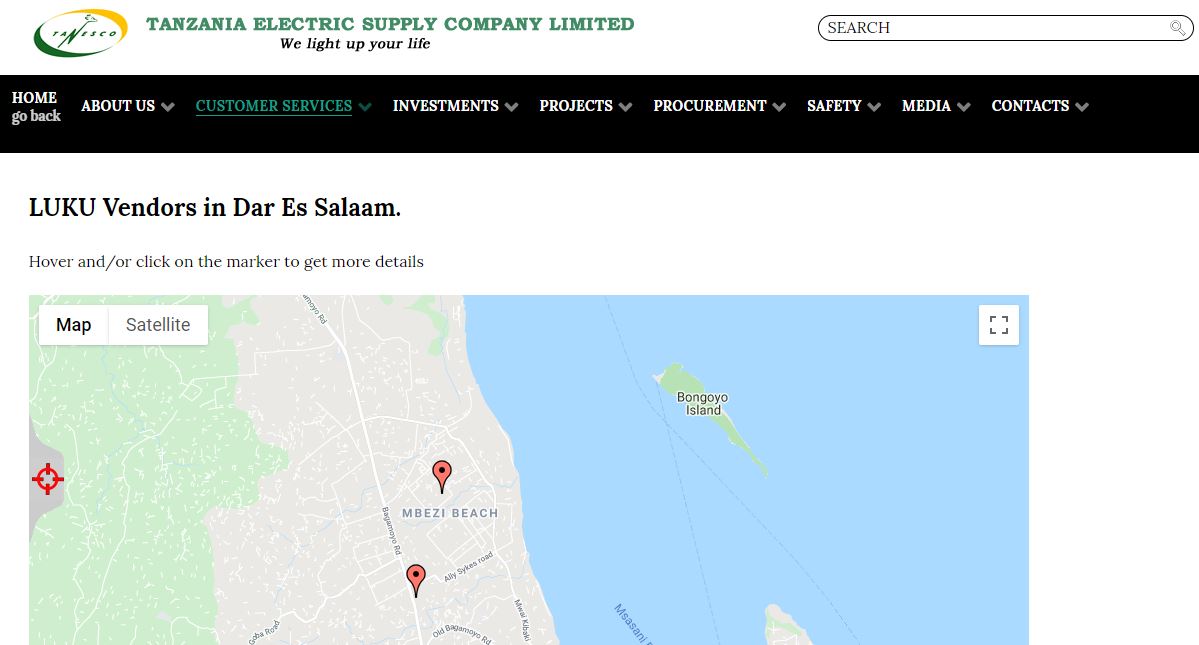 TANESCO
TANZANIA ELECTRIC SUPPLY COMPANY LIMITED
We light up your life
SEARCH
HOME
go back
ABOUT US
CUSTOMER SERVICES
INVESTMENTS
PROJECTS
PROCUREMENT
SAFETY
MEDIA
CONTACTS
LUKU Vendors in Dar Es Salaam.
Hover and/or click on the marker to get more details
Map
Satellite
Bongoyo
Island
MBEZI BEACH
Bagamoyo Rd
Ally Sykes road
Mwai Kibaki
Goba Road
Old Bagamoyo Rd
Msasani